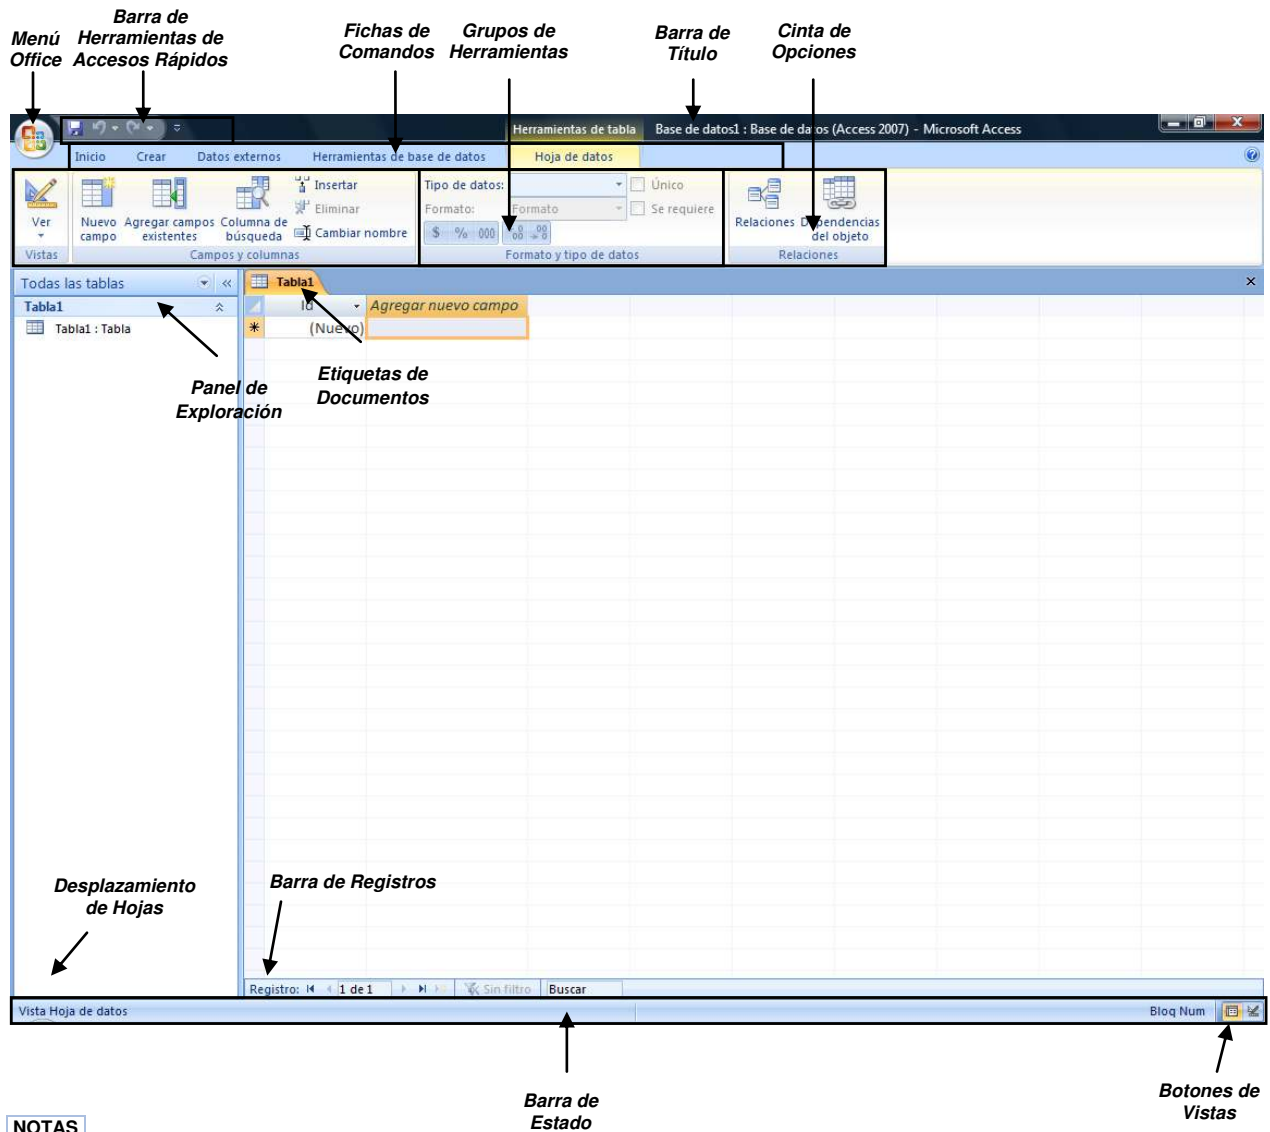 Menú
Office
Barra de
Herramientas de
Accesos Rápidos
Fichas de
Comandos
Grupos de
Herramientas
Barra de
Título
Cinta de
Opciones
Herramientas de tabla
Base de datos1 : Base de datos (Access 2007) - Microsoft Access
Inicio
Crear
Datos externos
Herramientas de base de datos
Hoja de datos
Ver
Nuevo
campo
Agregar campos
existentes
Columna de
búsqueda
Insertar
Eliminar
Cambiar nombre
Tipo de datos:
Formato:
Formato
$ % 000
Único
Se requiere
Relaciones
Dependencias
del objeto
Vistas
Campos y columnas
Formato y tipo de datos
Relaciones
Todas las tablas
Tabla1
Tabla1 : Tabla
Tabla1
Id
Agregar nuevo campo
(Nuevo)
Panel de
Exploración
Etiquetas de
Documentos
Desplazamiento
de Hojas
Barra de Registros
Registro:
1 de 1
Sin filtro
Buscar
Vista Hoja de datos
Bloq Num
Barra de
Estado
Botones de
Vistas
NOTAS